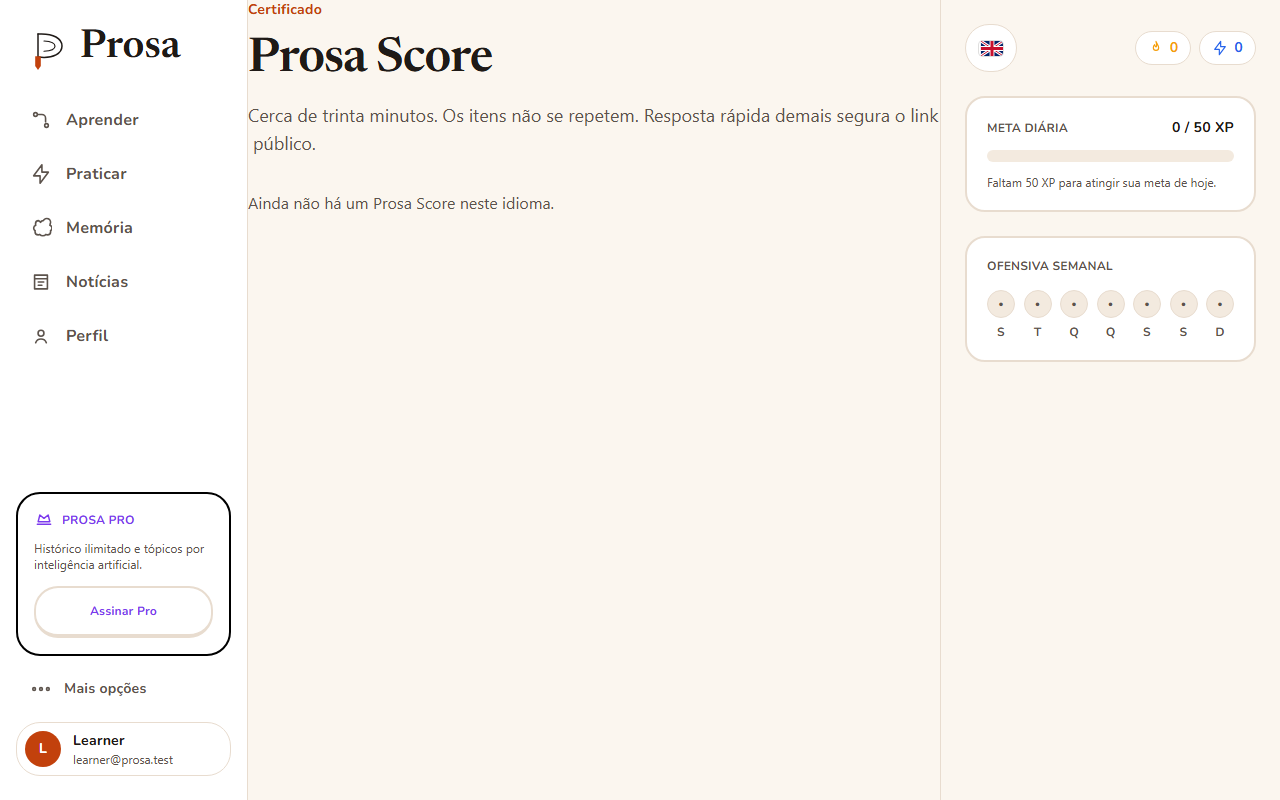 Prosa
Aprender
Praticar
Memória
Notícias
Perfil
PROSA PRO
Histórico ilimitado e tópicos por
inteligência artificial.
Assinar Pro
Mais opções
L
Learner
learner@prosa.test
Certificado
Prosa Score
Cerca de trinta minutos. Os itens não se repetem. Resposta rápida demais segura o link
público.
Ainda não há um Prosa Score neste idioma.
0
0
META DIÁRIA
0 / 50 XP
Faltam 50 XP para atingir sua meta de hoje.
OFENSIVA SEMANAL
S T Q Q S S D